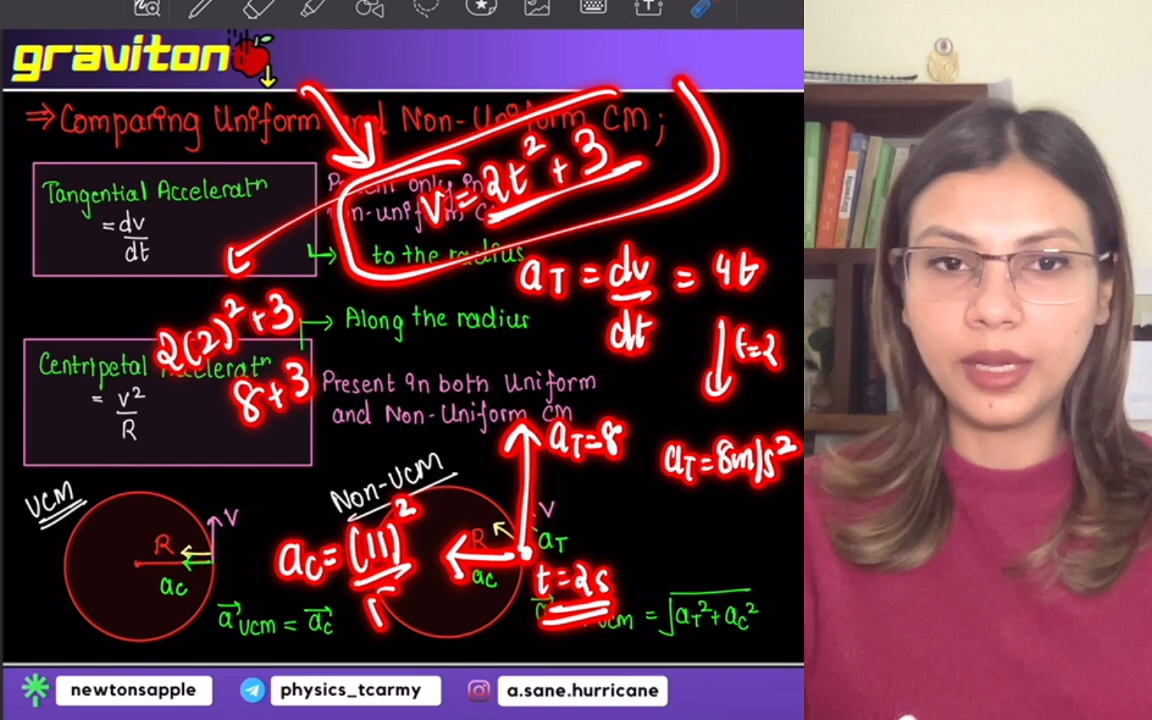 graviton
⇒ Comparing Uniform and Non-Uniform CM;
Tangential Acceleratn
= dv/dt
only in
to the radius
v = 2t² + 3
aT = dv/dt = 4t
t=2
aT = 8m/s²
2(2)² + 3
8+3
Along the radius
Centripetal
= v²/R
Present in both Uniform
and Non-Uniform CM
aT = 8
UCM
R
ac
V
a⃗UCM = a⃗c
Non-UCM
ac = (11)²/r
R
ac
V
aT
t = 2s
UCM = √aT² + ac²
newtonsapple
physics_tcarmy
a.sane.hurricane